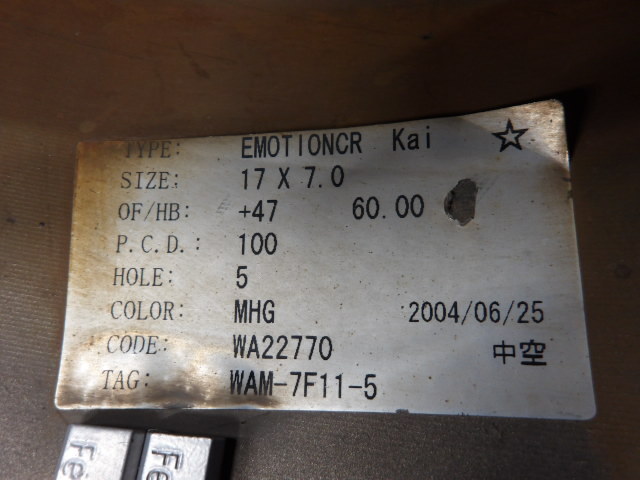 TYPE: EMOTIONCR Kai ☆
SIZE: 17 X 7.0
OF/HB: +47 60.00
P.C.D.: 100
HOLE: 5
COLOR: MHG 2004/06/25
CODE: WA22770 中空
TAG: WAM-7F11-5
Fe
Fe